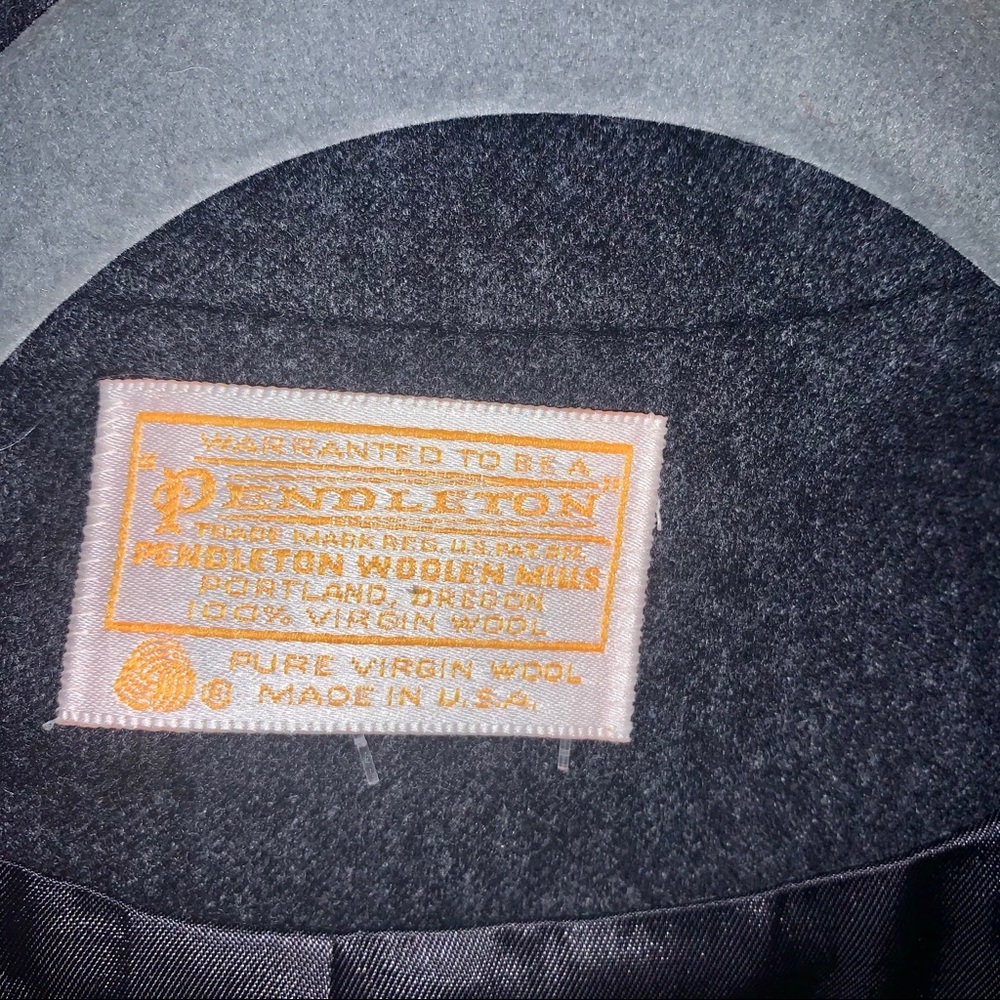 WARRANTED TO BE A
"PENDLETON"
TRADE MARK REG. U.S. PAT. OFF.
PENDLETON WOOLEN MILLS
PORTLAND, OREGON
100% VIRGIN WOOL
PURE VIRGIN WOOL
® MADE IN U.S.A.